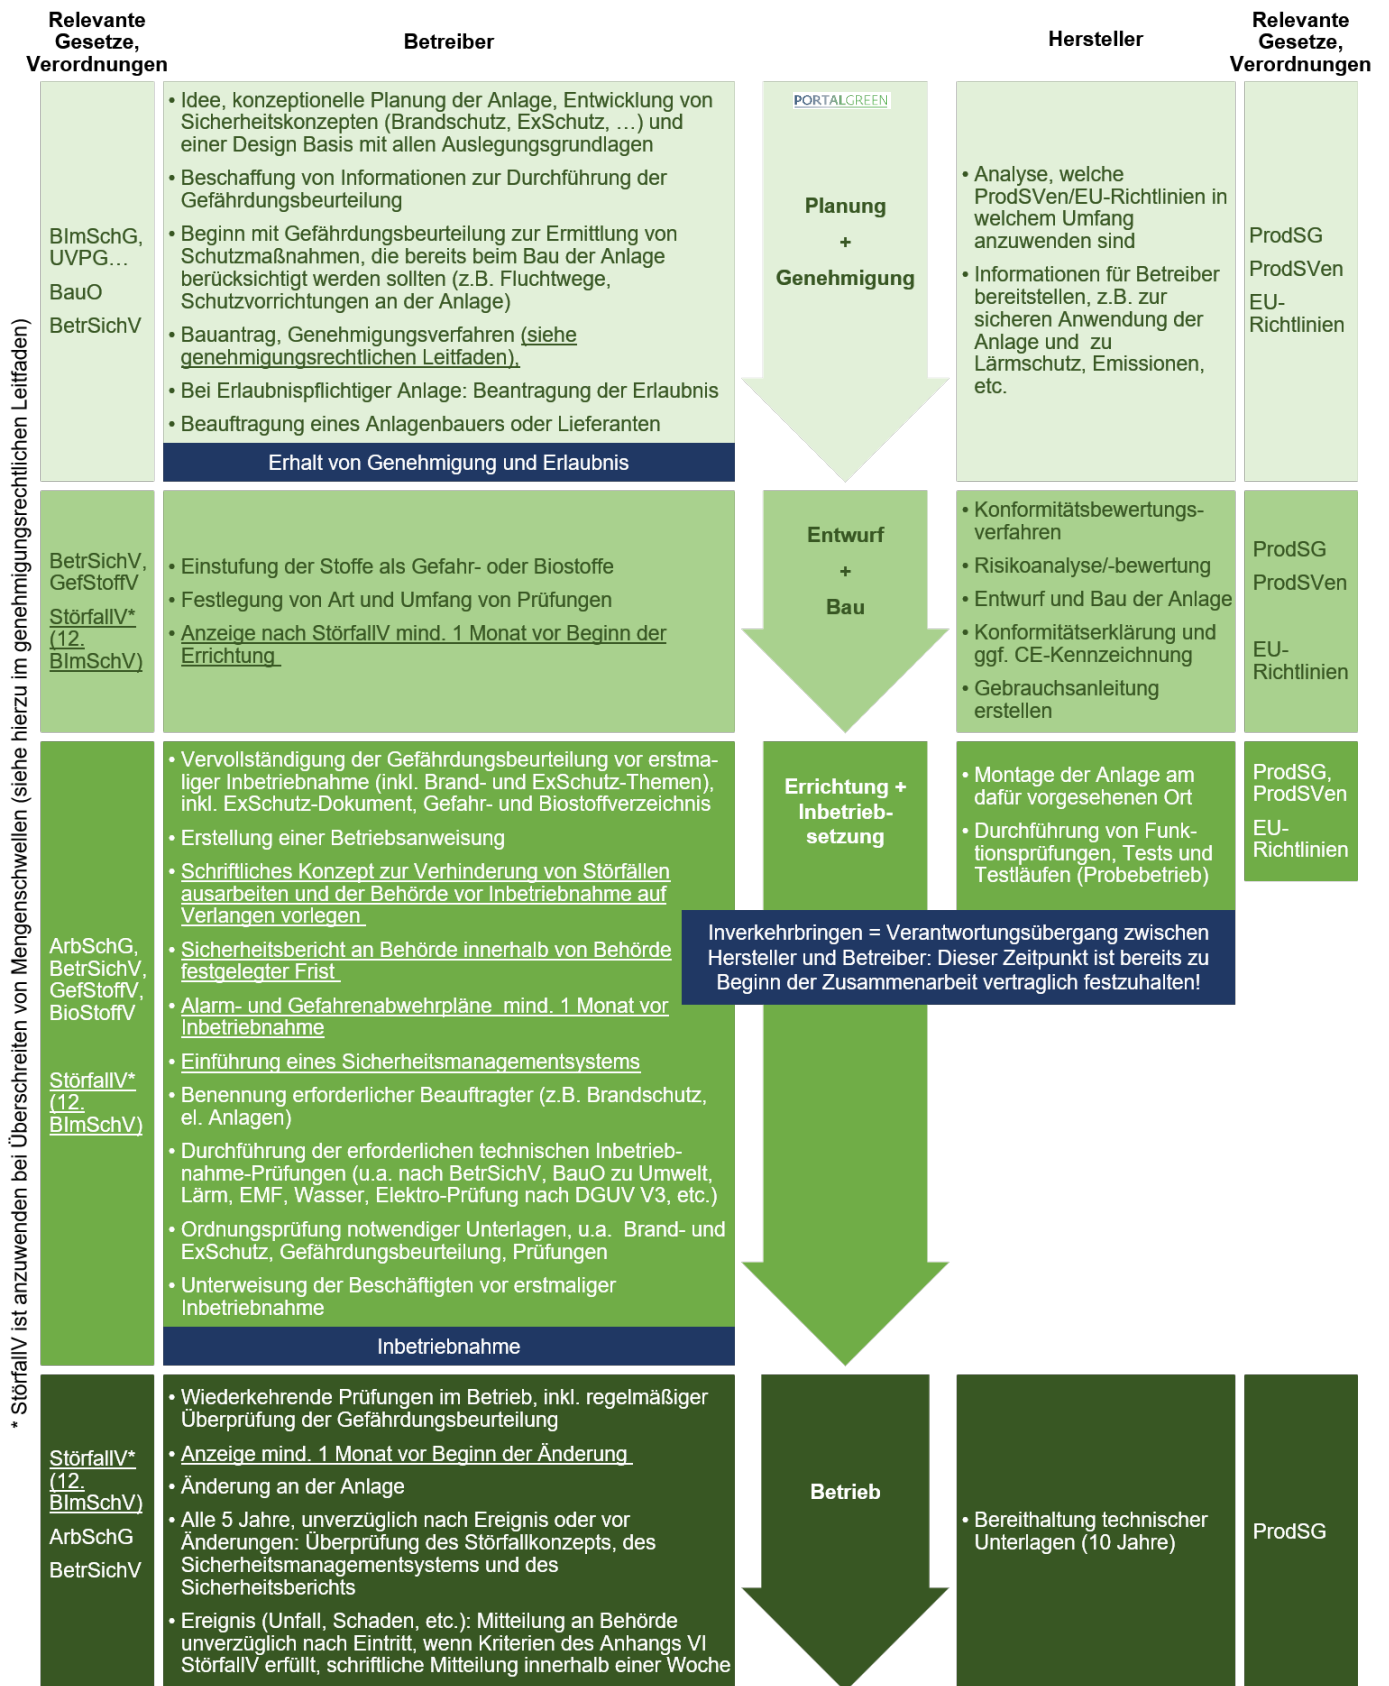 Relevante
Gesetze,
Verordnungen
Betreiber
Hersteller
Relevante
Gesetze,
Verordnungen
* StörfallV ist anzuwenden bei Überschreiten von Mengenschwellen (siehe hierzu im genehmigungsrechtlichen Leitfaden)
BImSchG,
UVPG…
BauO
BetrSichV
• Idee, konzeptionelle Planung der Anlage, Entwicklung von
Sicherheitskonzepten (Brandschutz, ExSchutz, …) und
einer Design Basis mit allen Auslegungsgrundlagen
• Beschaffung von Informationen zur Durchführung der
Gefährdungsbeurteilung
• Beginn mit Gefährdungsbeurteilung zur Ermittlung von
Schutzmaßnahmen, die bereits beim Bau der Anlage
berücksichtigt werden sollten (z.B. Fluchtwege,
Schutzvorrichtungen an der Anlage)
• Bauantrag, Genehmigungsverfahren (siehe
genehmigungsrechtlichen Leitfaden),
• Bei Erlaubnispflichtiger Anlage: Beantragung der Erlaubnis
• Beauftragung eines Anlagenbauers oder Lieferanten
Erhalt von Genehmigung und Erlaubnis
PORTALGREEN
Planung
+
Genehmigung
• Analyse, welche
ProdSVen/EU-Richtlinien in
welchem Umfang
anzuwenden sind
• Informationen für Betreiber
bereitstellen, z.B. zur
sicheren Anwendung der
Anlage und zu
Lärmschutz, Emissionen,
etc.
ProdSG
ProdSVen
EU-
Richtlinien
BetrSichV,
GefStoffV
StörfallV*
(12.
BImSchV)
• Einstufung der Stoffe als Gefahr- oder Biostoffe
• Festlegung von Art und Umfang von Prüfungen
• Anzeige nach StörfallV mind. 1 Monat vor Beginn der
Errichtung
Entwurf
+
Bau
• Konformitätsbewertungs-
verfahren
• Risikoanalyse/-bewertung
• Entwurf und Bau der Anlage
• Konformitätserklärung und
ggf. CE-Kennzeichnung
• Gebrauchsanleitung
erstellen
ProdSG
ProdSVen
EU-
Richtlinien
ArbSchG,
BetrSichV,
GefStoffV,
BioStoffV
StörfallV*
(12.
BImSchV)
• Vervollständigung der Gefährdungsbeurteilung vor erstma-
liger Inbetriebnahme (inkl. Brand- und ExSchutz-Themen),
inkl. ExSchutz-Dokument, Gefahr- und Biostoffverzeichnis
• Erstellung einer Betriebsanweisung
• Schriftliches Konzept zur Verhinderung von Störfällen
ausarbeiten und der Behörde vor Inbetriebnahme auf
Verlangen vorlegen
• Sicherheitsbericht an Behörde innerhalb von Behörde
festgelegter Frist
• Alarm- und Gefahrenabwehrpläne mind. 1 Monat vor
Inbetriebnahme
• Einführung eines Sicherheitsmanagementsystems
• Benennung erforderlicher Beauftragter (z.B. Brandschutz,
el. Anlagen)
• Durchführung der erforderlichen technischen Inbetrieb-
nahme-Prüfungen (u.a. nach BetrSichV, BauO zu Umwelt,
Lärm, EMF, Wasser, Elektro-Prüfung nach DGUV V3, etc.)
• Ordnungsprüfung notwendiger Unterlagen, u.a. Brand- und
ExSchutz, Gefährdungsbeurteilung, Prüfungen
• Unterweisung der Beschäftigten vor erstmaliger
Inbetriebnahme
Inbetriebnahme
Errichtung +
Inbetrieb-
setzung
• Montage der Anlage am
dafür vorgesehenen Ort
• Durchführung von Funk-
tionsprüfungen, Tests und
Testläufen (Probebetrieb)
ProdSG,
ProdSVen
EU-
Richtlinien
Inverkehrbringen = Verantwortungsübergang zwischen
Hersteller und Betreiber: Dieser Zeitpunkt ist bereits zu
Beginn der Zusammenarbeit vertraglich festzuhalten!
StörfallV*
(12.
BImSchV)
ArbSchG
BetrSichV
• Wiederkehrende Prüfungen im Betrieb, inkl. regelmäßiger
Überprüfung der Gefährdungsbeurteilung
• Anzeige mind. 1 Monat vor Beginn der Änderung
• Änderung an der Anlage
• Alle 5 Jahre, unverzüglich nach Ereignis oder vor
Änderungen: Überprüfung des Störfallkonzepts, des
Sicherheitsmanagementsystems und des
Sicherheitsberichts
• Ereignis (Unfall, Schaden, etc.): Mitteilung an Behörde
unverzüglich nach Eintritt, wenn Kriterien des Anhangs VI
StörfallV erfüllt, schriftliche Mitteilung innerhalb einer Woche
Betrieb
• Bereithaltung technischer
Unterlagen (10 Jahre)
ProdSG